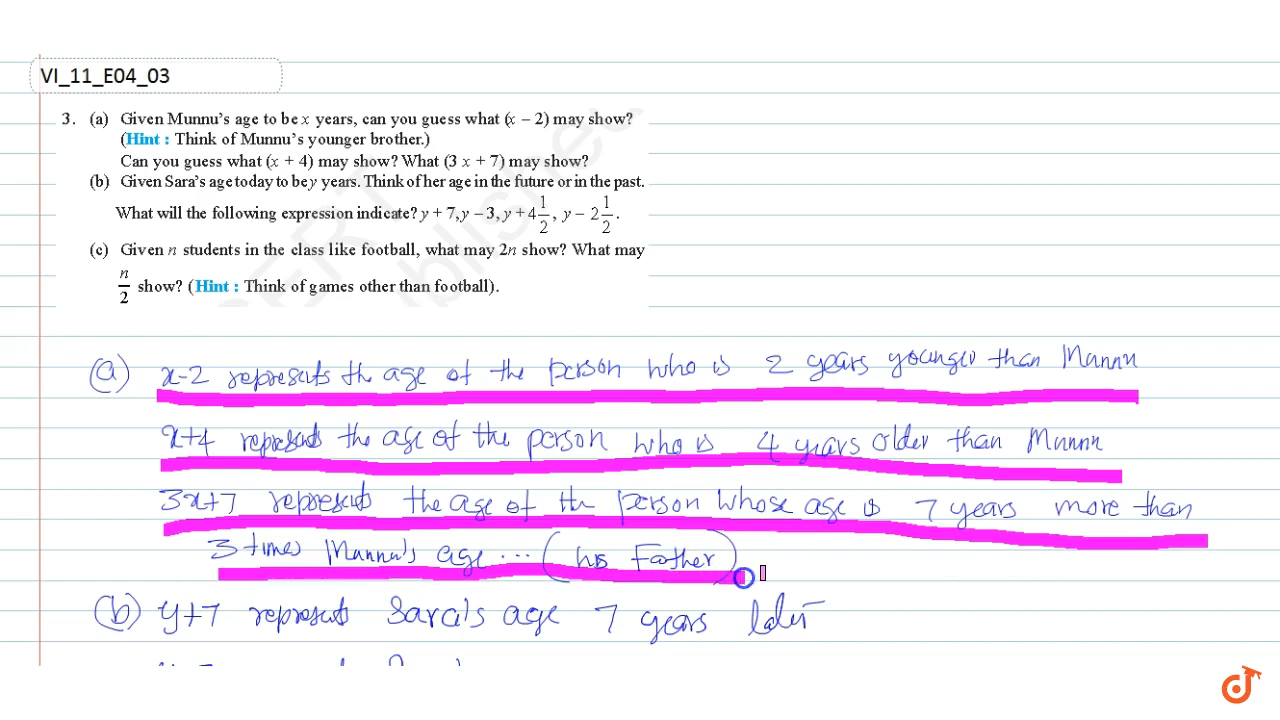 VI_11_E04_03
3. (a) Given Munnu's age to be x years, can you guess what (x – 2) may show?
(Hint : Think of Munnu's younger brother.)
Can you guess what (x + 4) may show? What (3 x + 7) may show?
(b) Given Sara's age today to be y years. Think of her age in the future or in the past.
What will the following expression indicate? y + 7, y – 3, y + 4 1/2, y – 2 1/2.
(c) Given n students in the class like football, what may 2n show? What may
n/2 show? (Hint : Think of games other than football).
(a) x-2 represents the age of the person who is 2 years younger than Munnu
x+4 represents the age of the person who is 4 years older than Munnu
3x+7 represents the age of the person whose age is 7 years more than
3 times Munnu's age ... (his Father)
(b) y+7 represent Sara's age 7 years later